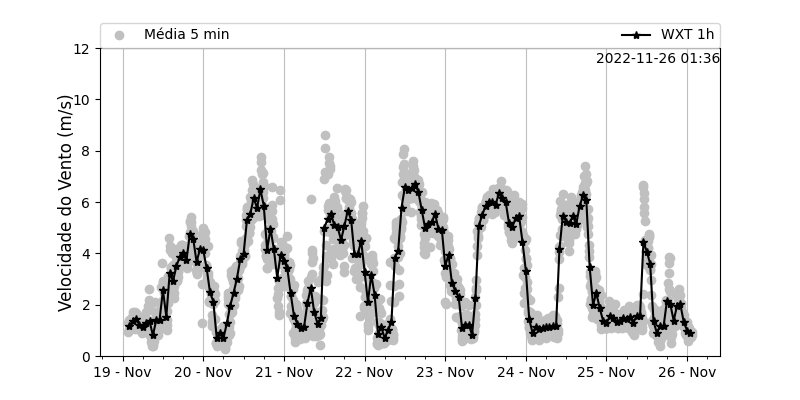 Média 5 min WXT 1h
2022-11-26 01:36
Velocidade do Vento (m/s)
12
10
8
6
4
2
0
19 - Nov 20 - Nov 21 - Nov 22 - Nov 23 - Nov 24 - Nov 25 - Nov 26 - Nov